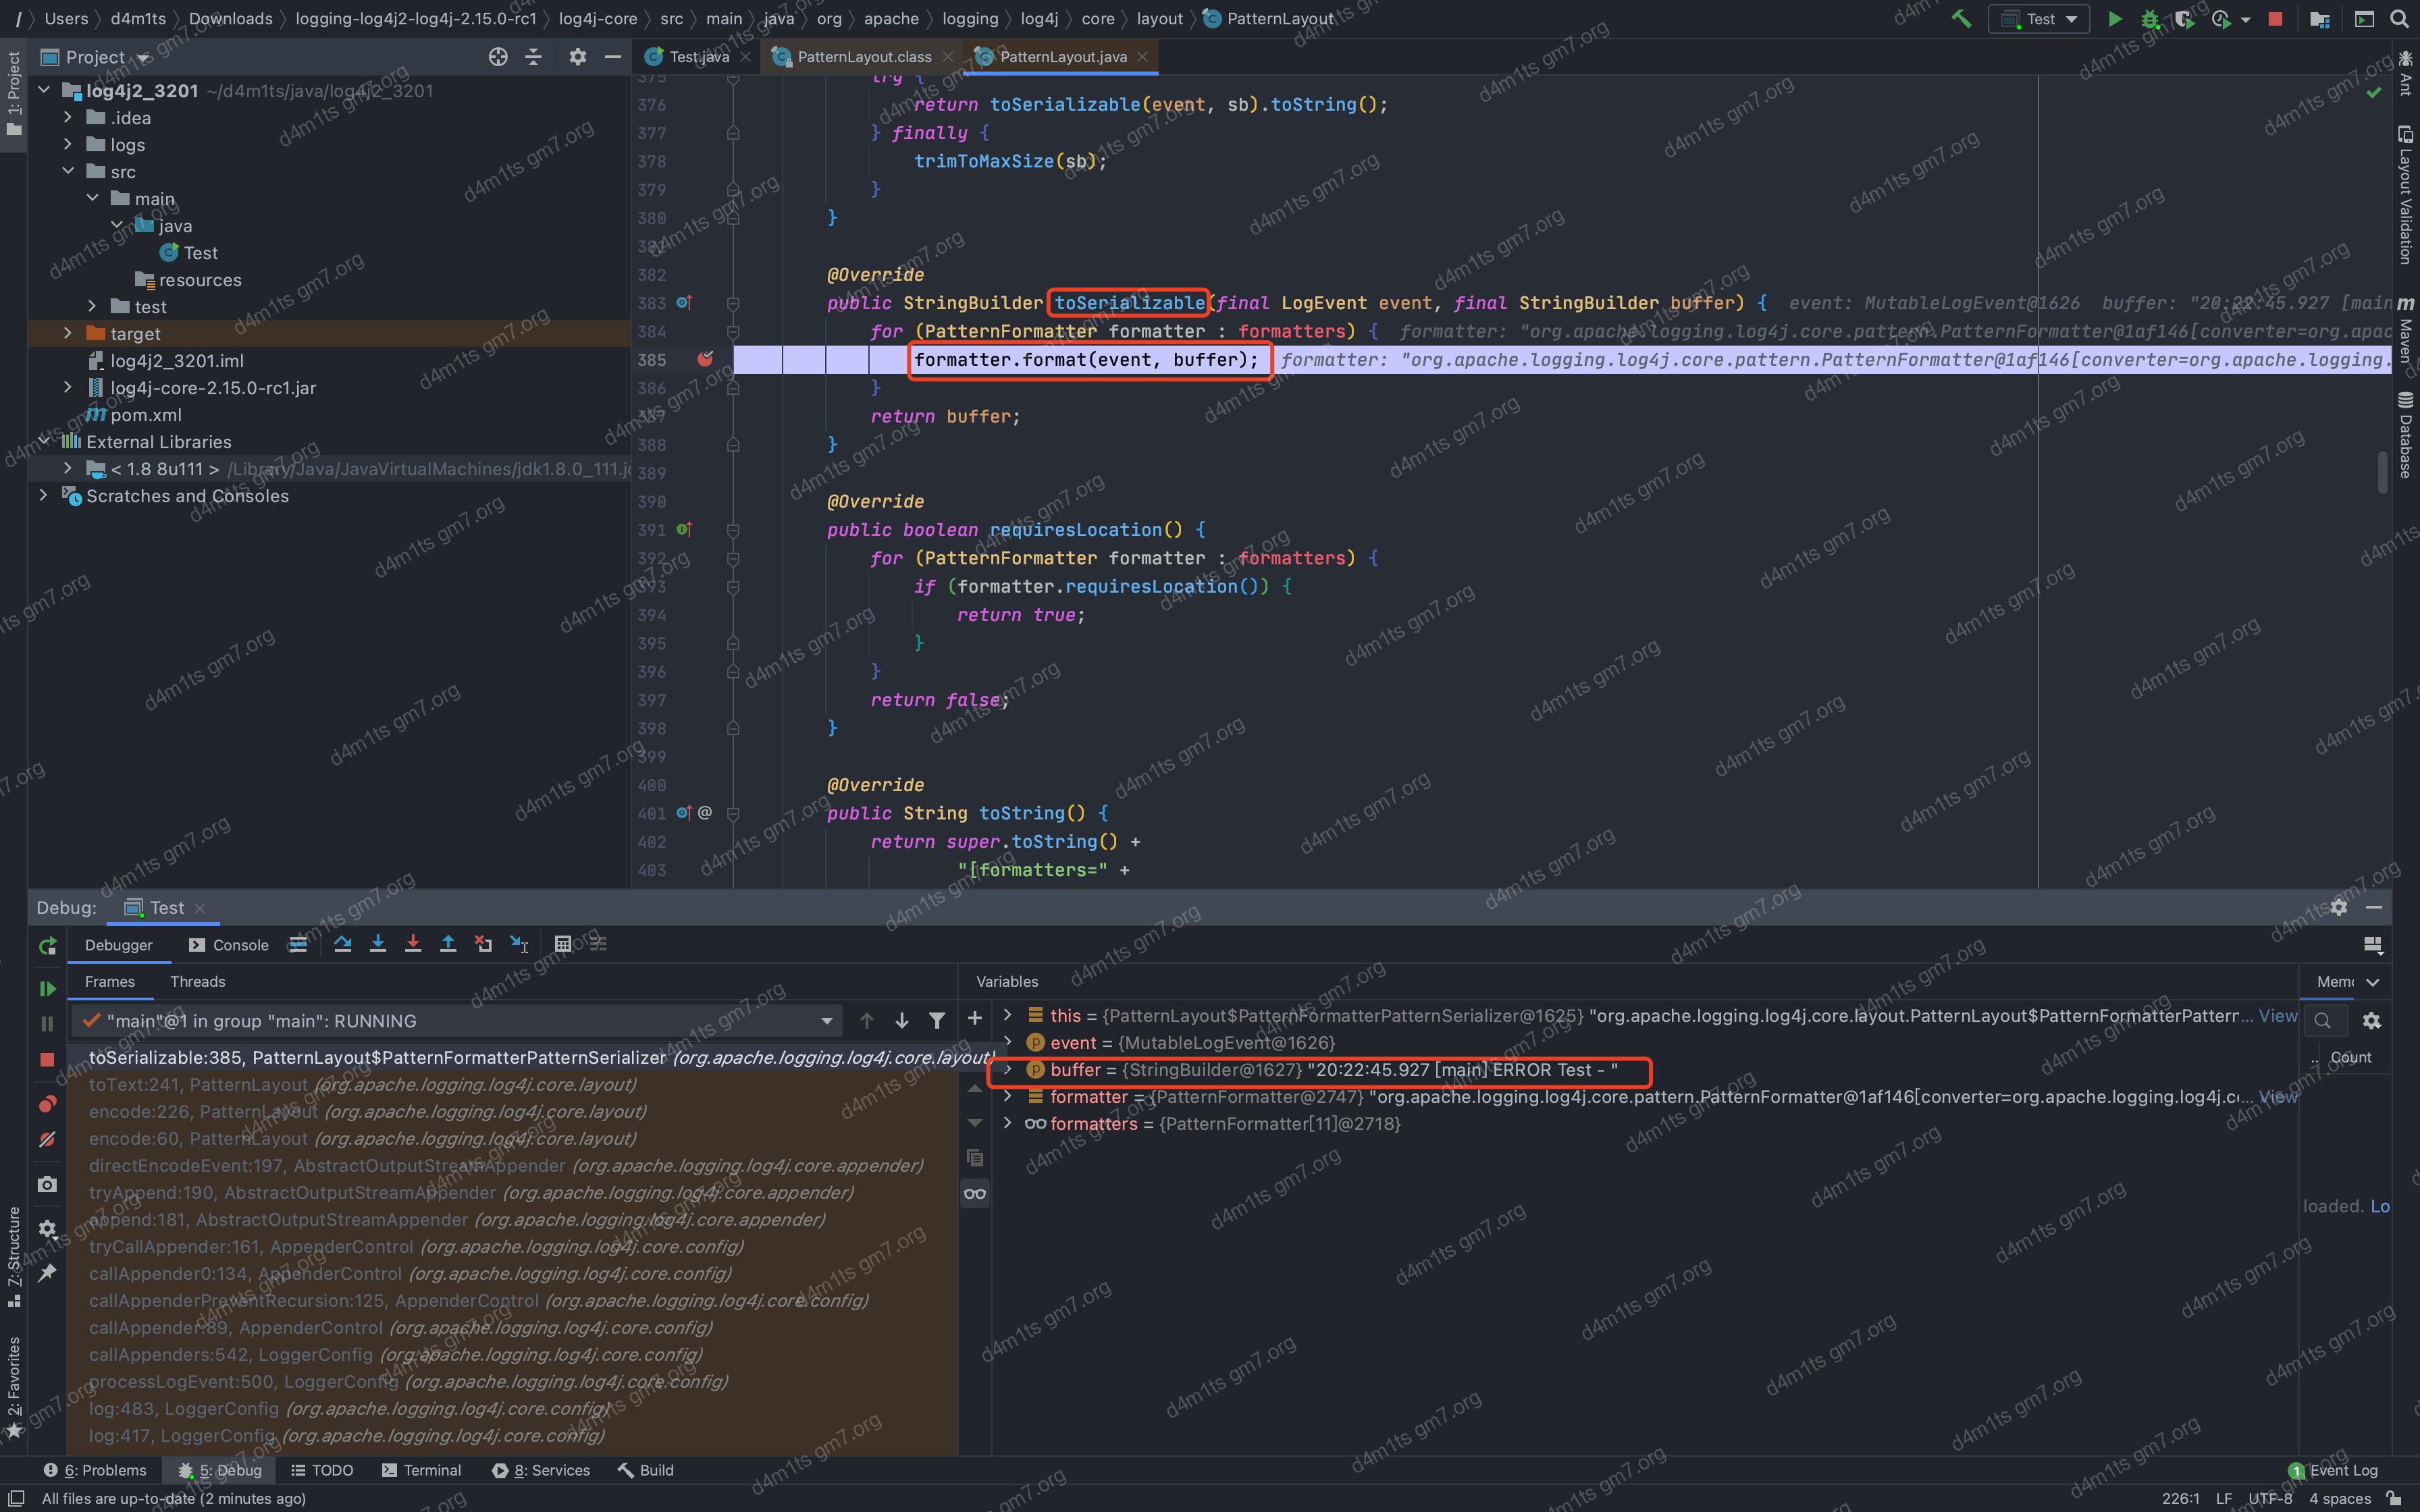 / Users d4m1ts Downloads logging-log4j2-log4j-2.15.0-rc1 log4j-core src main java org apache logging log4j core layout PatternLayout
Test
Project
Test.java
PatternLayout.class
PatternLayout.java
1: Project
log4j2_3201 ~/d4m1ts/java/log4j2_3201
.idea
logs
src
main
java
Test
resources
test
target
log4j2_3201.iml
log4j-core-2.15.0-rc1.jar
pom.xml
External Libraries
< 1.8 8u111 > /Library/Java/JavaVirtualMachines/jdk1.8.0_111.j
Scratches and Consoles
375 try {
376 return toSerializable(event, sb).toString();
377 } finally {
378 trimToMaxSize(sb);
379 }
380 }
381
382 @Override
383 public StringBuilder toSerializable(final LogEvent event, final StringBuilder buffer) { event: MutableLogEvent@1626 buffer: "20:22:45.927 [main
384 for (PatternFormatter formatter : formatters) { formatter: "org.apache.logging.log4j.core.pattern.PatternFormatter@1af146[converter=org.apac
385 formatter.format(event, buffer); formatter: "org.apache.logging.log4j.core.pattern.PatternFormatter@1af146[converter=org.apache.logging.
386 }
387 return buffer;
388 }
389
390 @Override
391 public boolean requiresLocation() {
392 for (PatternFormatter formatter : formatters) {
393 if (formatter.requiresLocation()) {
394 return true;
395 }
396 }
397 return false;
398 }
399
400 @Override
401 @ public String toString() {
402 return super.toString() +
403 "[formatters=" +
Ant
Layout Validation
Maven
Database
Debug: Test
Debugger Console
Frames Threads
Variables
Mem
"main"@1 in group "main": RUNNING
toSerializable:385, PatternLayout$PatternFormatterPatternSerializer (org.apache.logging.log4j.core.layout)
toText:241, PatternLayout (org.apache.logging.log4j.core.layout)
encode:226, PatternLayout (org.apache.logging.log4j.core.layout)
encode:60, PatternLayout (org.apache.logging.log4j.core.layout)
directEncodeEvent:197, AbstractOutputStreamAppender (org.apache.logging.log4j.core.appender)
tryAppend:190, AbstractOutputStreamAppender (org.apache.logging.log4j.core.appender)
append:181, AbstractOutputStreamAppender (org.apache.logging.log4j.core.appender)
tryCallAppender:161, AppenderControl (org.apache.logging.log4j.core.config)
callAppender0:134, AppenderControl (org.apache.logging.log4j.core.config)
callAppenderPreventRecursion:125, AppenderControl (org.apache.logging.log4j.core.config)
callAppender:89, AppenderControl (org.apache.logging.log4j.core.config)
callAppenders:542, LoggerConfig (org.apache.logging.log4j.core.config)
processLogEvent:500, LoggerConfig (org.apache.logging.log4j.core.config)
log:483, LoggerConfig (org.apache.logging.log4j.core.config)
log:417, LoggerConfig (org.apache.logging.log4j.core.config)
this = {PatternLayout$PatternFormatterPatternSerializer@1625} "org.apache.logging.log4j.core.layout.PatternLayout$PatternFormatterPattern... View
event = {MutableLogEvent@1626}
buffer = {StringBuilder@1627} "20:22:45.927 [main] ERROR Test - "
formatter = {PatternFormatter@2747} "org.apache.logging.log4j.core.pattern.PatternFormatter@1af146[converter=org.apache.logging.log4j.c... View
formatters = {PatternFormatter[11]@2718}
.. Count
loaded. Lo
7: Structure
2: Favorites
6: Problems 5: Debug TODO Terminal 8: Services Build
1 Event Log
All files are up-to-date (2 minutes ago)
226:1 LF UTF-8 4 spaces
d4m1ts gm7.org